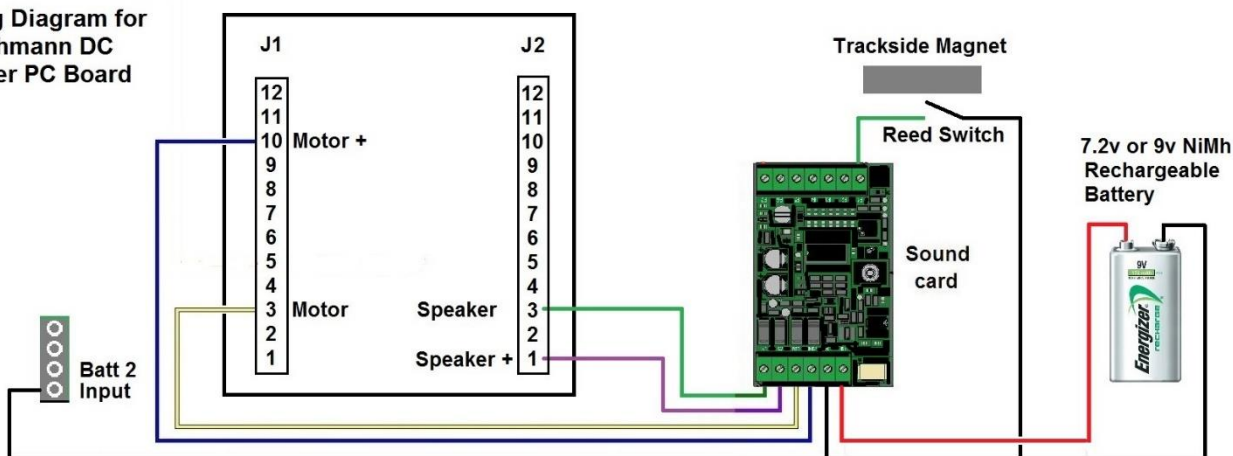 Diagram for
hmann DC
er PC Board
J1
J2
12
11
10 Motor +
9
8
7
6
5
4
3 Motor
2
1
12
11
10
9
8
7
6
5
4
Speaker 3
2
Speaker + 1
Batt 2
Input
Trackside Magnet
Reed Switch
Sound
card
7.2v or 9v NiMh
Rechargeable
Battery
9V
Energizer
RECHARGE